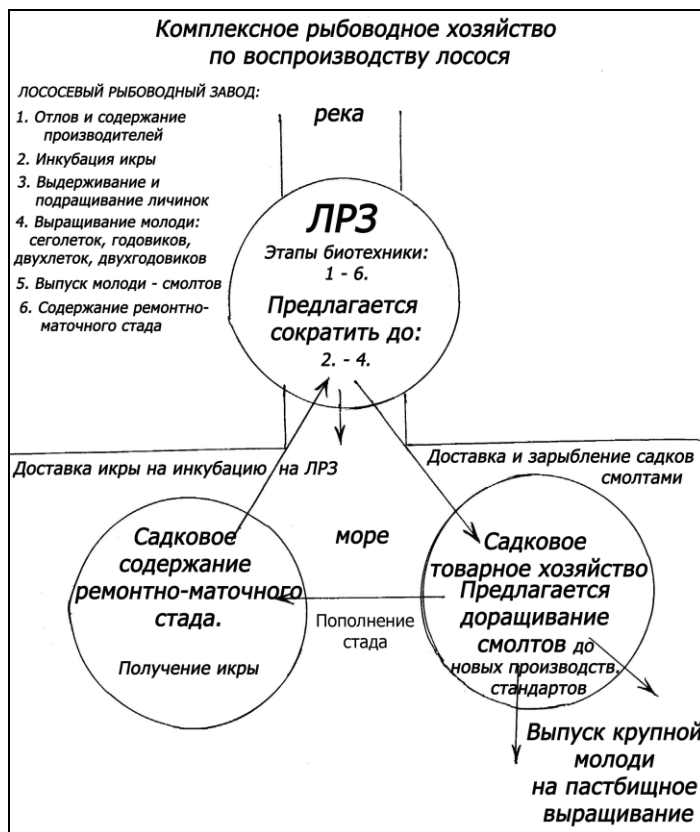 Комплексное рыбоводное хозяйство
по воспроизводству лосося
ЛОСОСЕВЫЙ РЫБОВОДНЫЙ ЗАВОД:
1. Отлов и содержание
производителей
2. Инкубация икры
3. Выдерживание и
подращивание личинок
4. Выращивание молоди:
сеголеток, годовиков,
двухлеток, двухгодовиков
5. Выпуск молоди - смолтов
6. Содержание ремонтно-
маточного стада
река
ЛРЗ
Этапы биотехники:
1 - 6.
Предлагается
сократить до:
2. - 4.
Доставка икры на инкубацию на ЛРЗ
Доставка и зарыбление садков
смолтами
Садковое
содержание
ремонтно-маточного
стада.
Получение икры
море
Пополнение
стада
Садковое
товарное хозяйство
Предлагается
доращивание
смолтов до
новых производств.
стандартов
Выпуск крупной
молоди
на пастбищное
выращивание